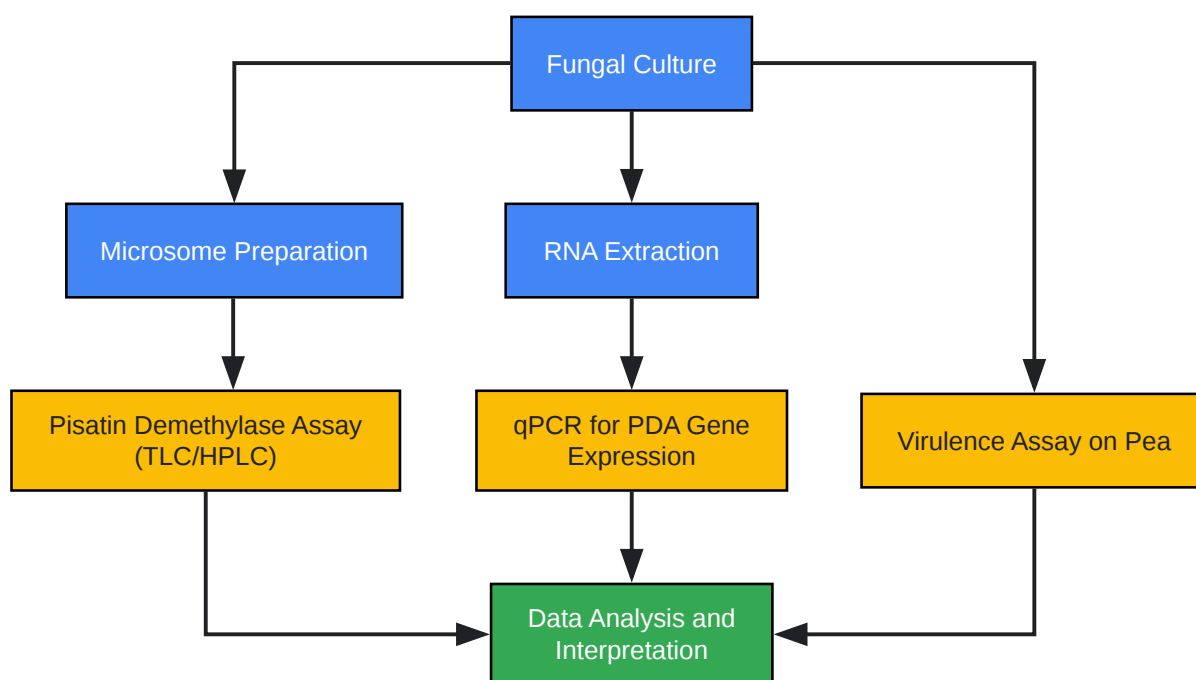 Fungal Culture
Microsome Preparation
RNA Extraction
Pisatin Demethylase Assay
(TLC/HPLC)
qPCR for PDA Gene
Expression
Virulence Assay on Pea
Data Analysis and
Interpretation